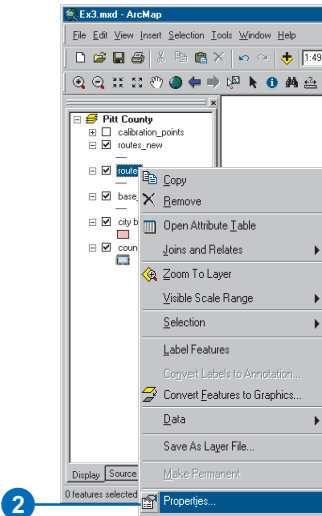 Ex3.mxd - ArcMap
File Edit View Insert Selection Tools Window Help
1:49
Pitt County
calibration_points
routes_new
route
base_
city b
coun
Copy
Remove
Open Attribute Table
Joins and Relates
Zoom To Layer
Visible Scale Range
Selection
Label Features
Convert Labels to Annotation...
Convert Features to Graphics...
Data
Save As Layer File...
Make Permanent
Properties...
Display Source
0 features selected
2